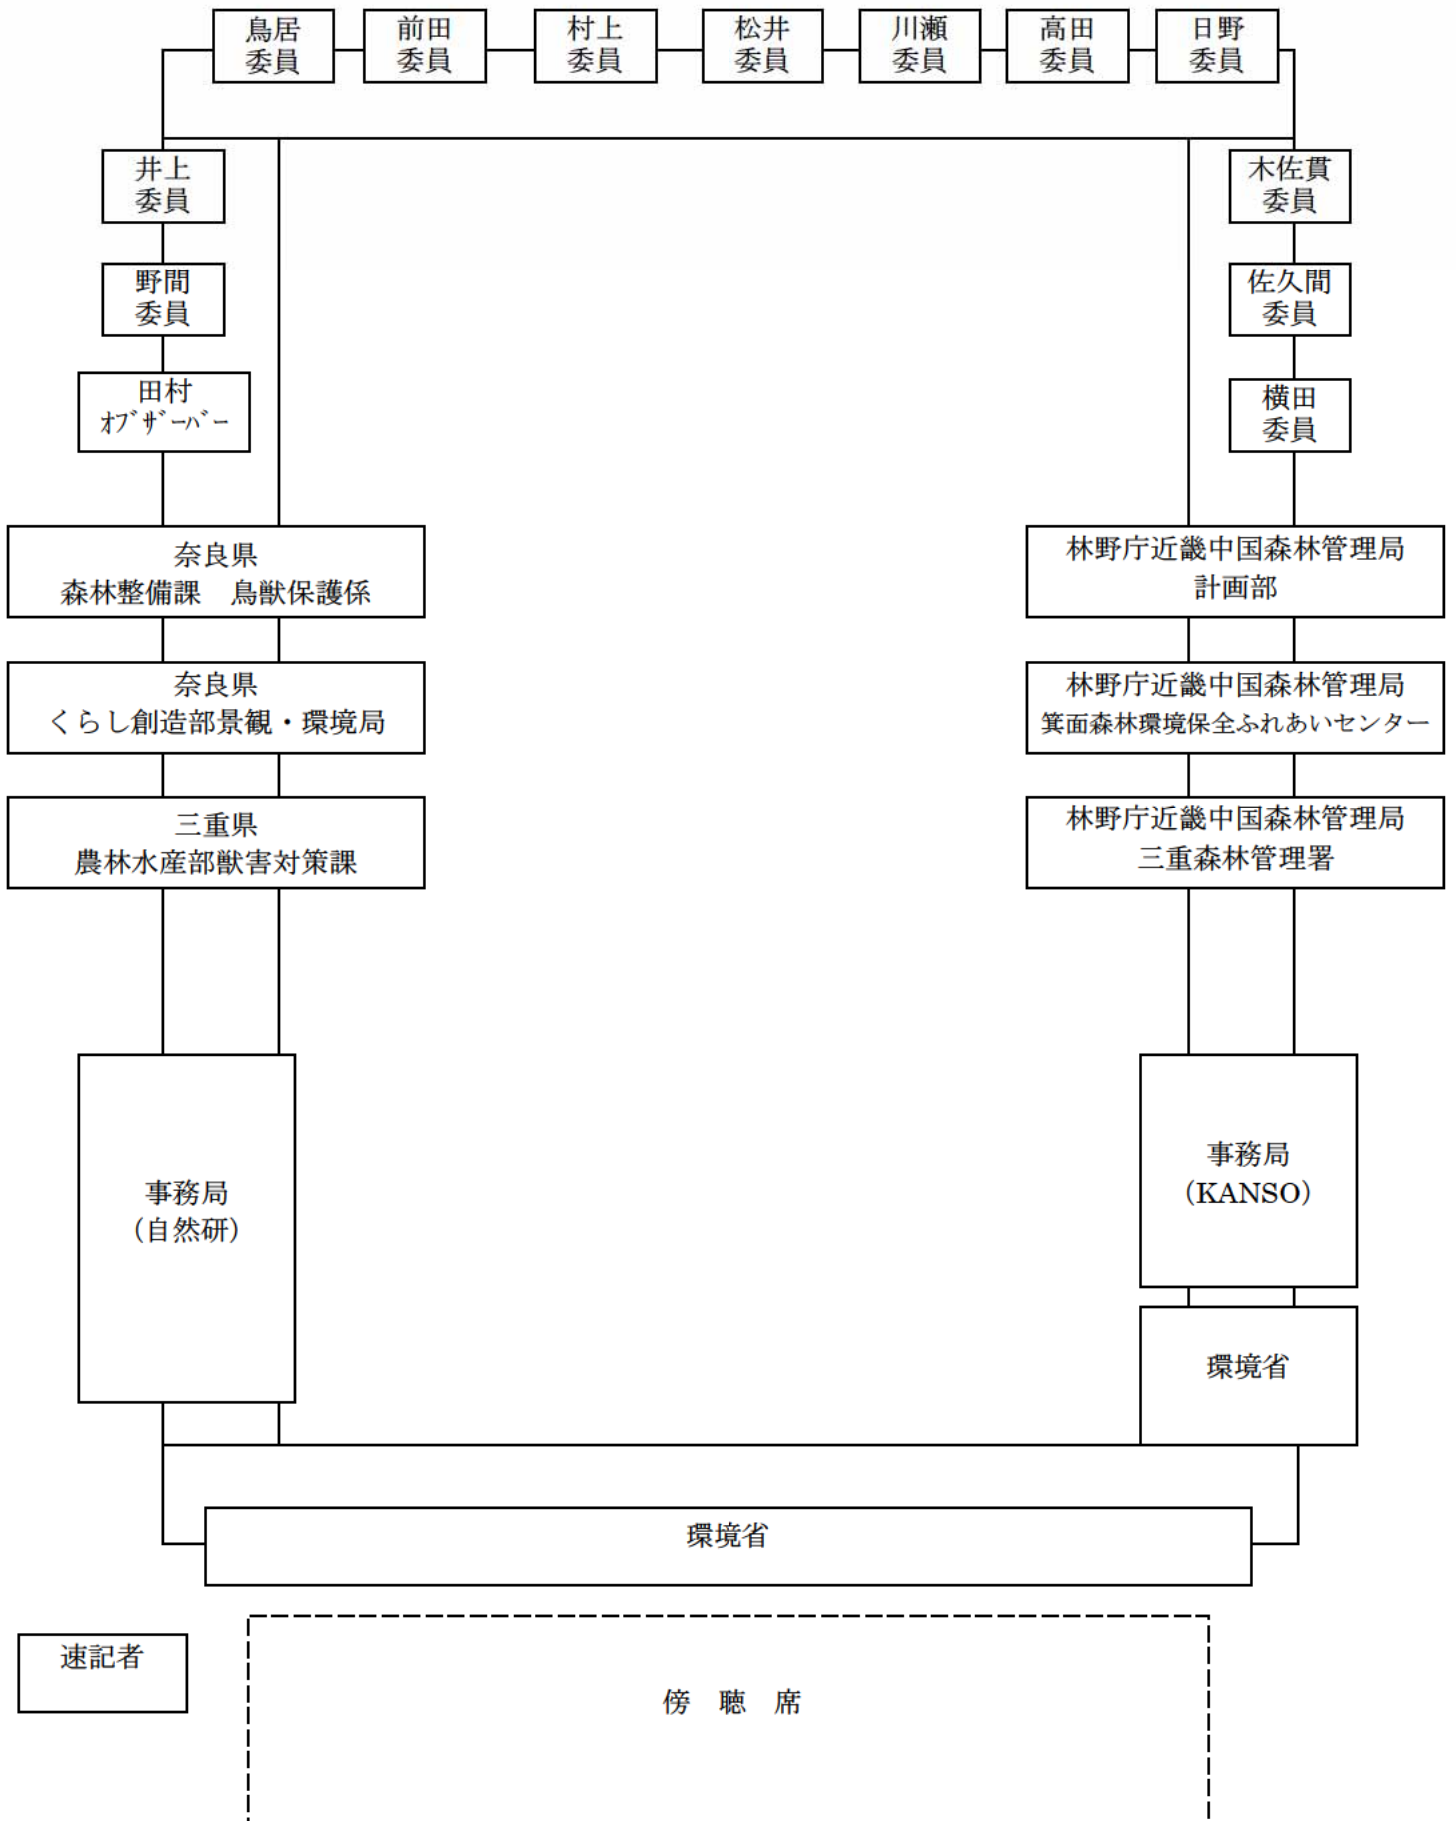 鳥居
委員
前田
委員
村上
委員
松井
委員
川瀬
委員
高田
委員
日野
委員
井上
委員
木佐貫
委員
野間
委員
佐久間
委員
田村
ｵﾌﾞｻﾞｰﾊﾞｰ
横田
委員
奈良県
森林整備課　鳥獣保護係
林野庁近畿中国森林管理局
計画部
奈良県
くらし創造部景観・環境局
林野庁近畿中国森林管理局
箕面森林環境保全ふれあいセンター
三重県
農林水産部獣害対策課
林野庁近畿中国森林管理局
三重森林管理署
事務局
（自然研）
事務局
（KANSO）
環境省
環境省
速記者
傍　聴　席